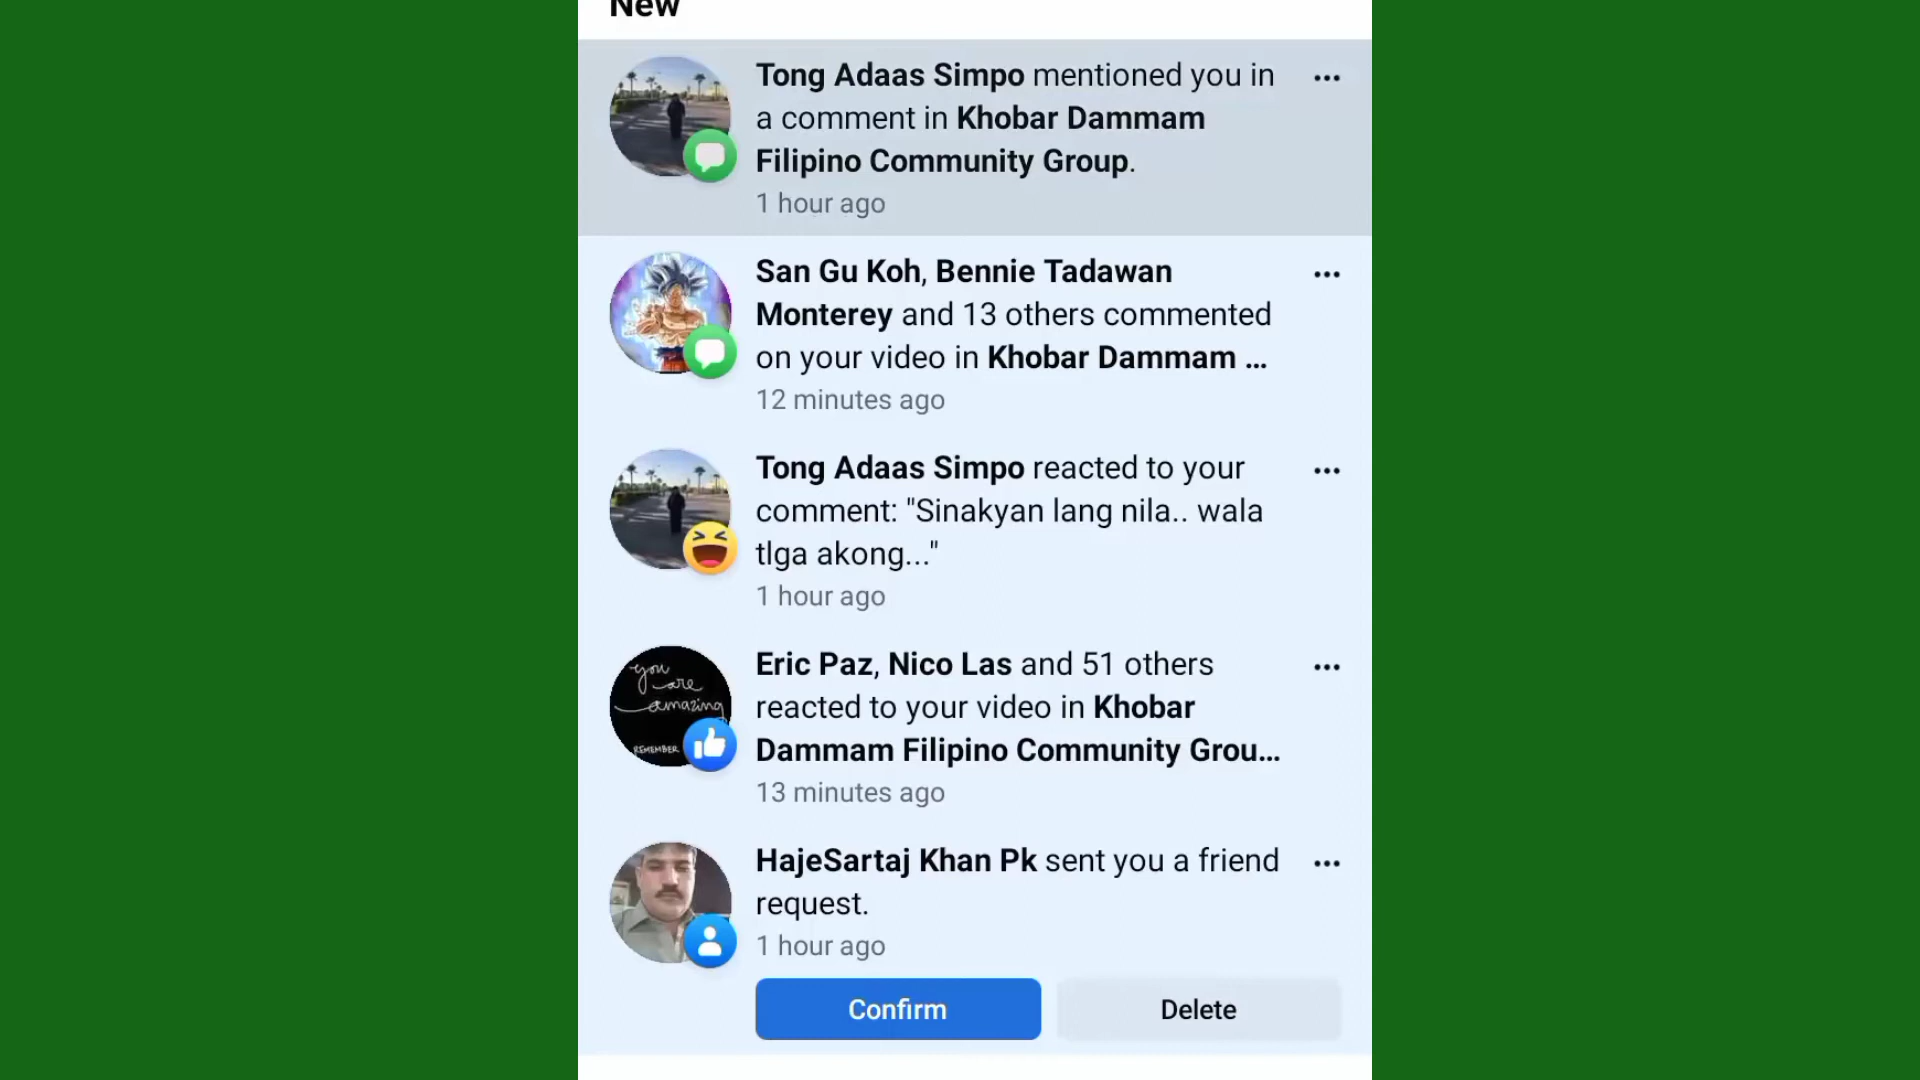 New
Tong Adaas Simpo mentioned you in
a comment in Khobar Dammam
Filipino Community Group.
1 hour ago
San Gu Koh, Bennie Tadawan
Monterey and 13 others commented
on your video in Khobar Dammam ...
12 minutes ago
Tong Adaas Simpo reacted to your
comment: "Sinakyan lang nila.. wala
tlga akong..."
1 hour ago
you
are
amazing
REMEMBER
Eric Paz, Nico Las and 51 others
reacted to your video in Khobar
Dammam Filipino Community Grou...
13 minutes ago
HajeSartaj Khan Pk sent you a friend
request.
1 hour ago
Confirm
Delete